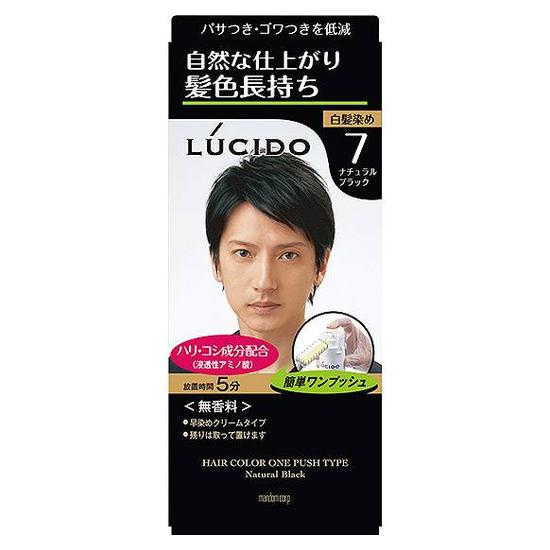 パサつき・ゴワつきを低減
自然な仕上がり
髪色長持ち
白髪染め
7
ナチュラル
ブラック
LÚCIDO
ハリ・コシ成分配合
(浸透性アミノ酸)
放置時間 5分
簡単ワンプッシュ
LÚCIDO
＜無香料＞
●早染めクリームタイプ
●残りは取って置けます
HAIR COLOR ONE PUSH TYPE
Natural Black
mandom corp